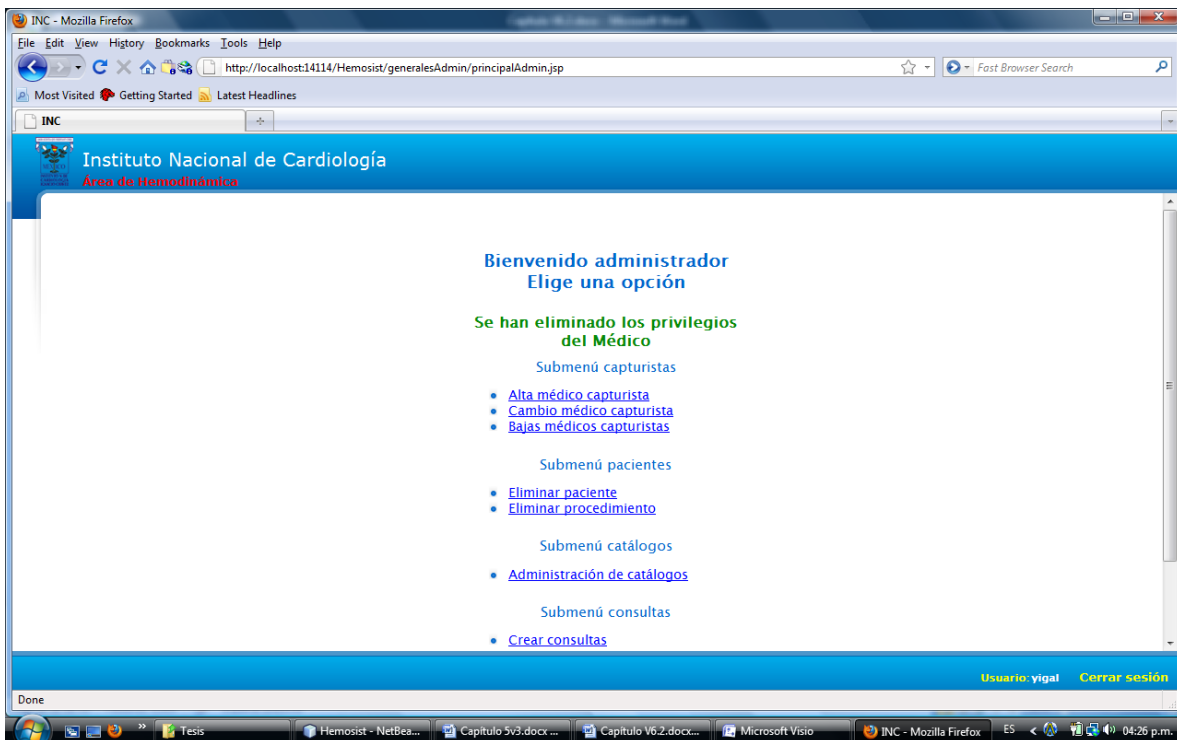 INC - Mozilla Firefox
File Edit View History Bookmarks Tools Help
http://localhost:14114/Hemosist/generalesAdmin/principalAdmin.jsp
Fast Browser Search
Most Visited Getting Started Latest Headlines
INC
Instituto Nacional de Cardiología
Área de Hemodinámica
Bienvenido administrador
Elige una opción
Se han eliminado los privilegios
del Médico
Submenú capturistas
Alta médico capturista
Cambio médico capturista
Bajas médicos capturistas
Submenú pacientes
Eliminar paciente
Eliminar procedimiento
Submenú catálogos
Administración de catálogos
Submenú consultas
Crear consultas
Usuario: yigal Cerrar sesión
Done
Tesis Hemosist - NetBea... Capítulo 5v3.docx ... Capítulo V6.2.docx... Microsoft Visio INC - Mozilla Firefox ES 04:26 p.m.